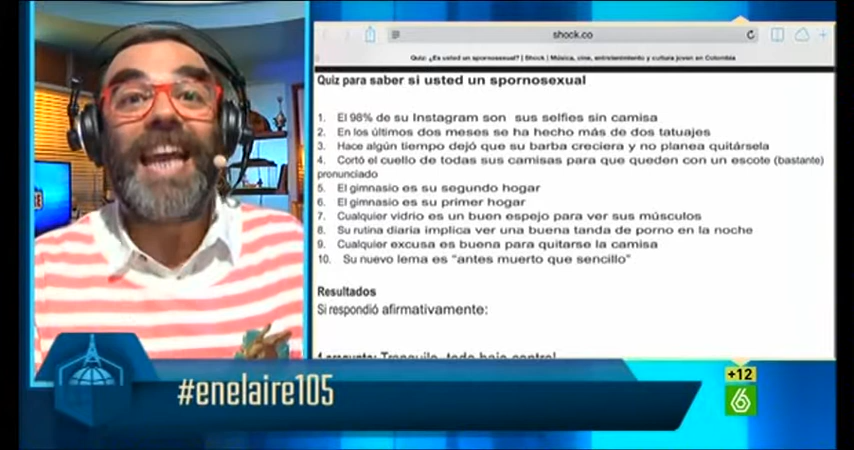 shock.co
Quiz: ¿Es usted un spornosexual? | Shock | Música, cine, entretenimiento y cultura joven en Colombia
Quiz para saber si usted un spornosexual
1. El 98% de su Instagram son sus selfies sin camisa
2. En los últimos dos meses se ha hecho más de dos tatuajes
3. Hace algún tiempo dejó que su barba creciera y no planea quitársela
4. Cortó el cuello de todas sus camisas para que queden con un escote (bastante)
pronunciado
5. El gimnasio es su segundo hogar
6. El gimnasio es su primer hogar
7. Cualquier vidrio es un buen espejo para ver sus músculos
8. Su rutina diaria implica ver una buena tanda de porno en la noche
9. Cualquier excusa es buena para quitarse la camisa
10. Su nuevo lema es "antes muerto que sencillo"
Resultados
Si respondió afirmativamente:
1 pregunta: Tranquilo, todo bajo control
#enelaire105
+12
6